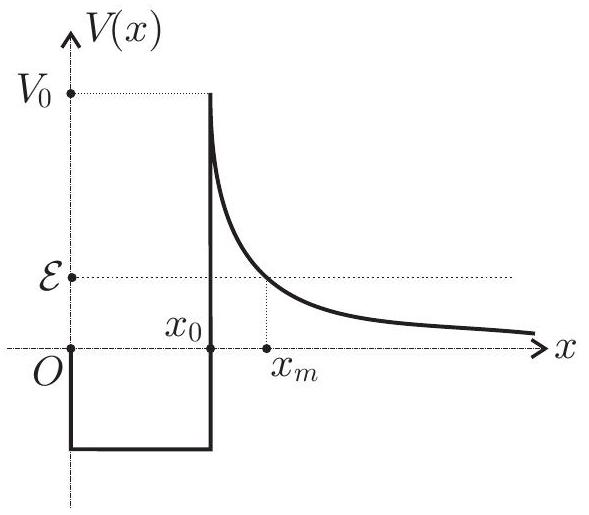 V(x)
V₀
ℰ
x₀
x
O
xₘ